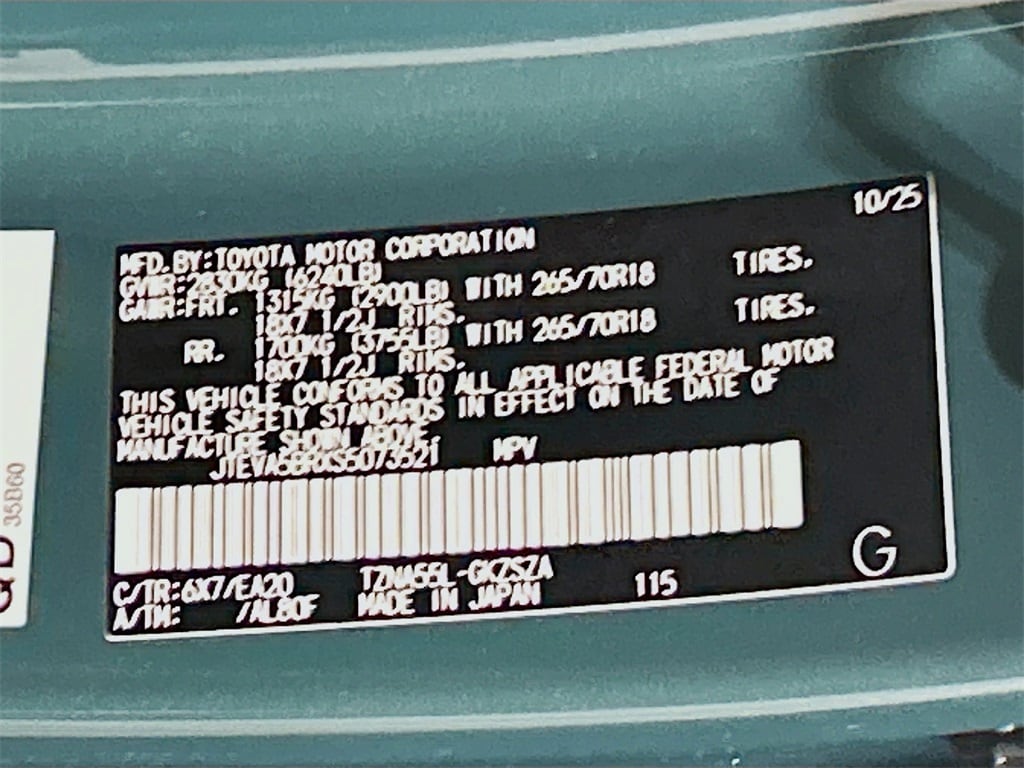 10/25
MFD. BY: TOYOTA MOTOR CORPORATION
GVWR: 2830KG (6240LB)
GAWR: FRT. 1315KG (2900LB) WITH 265/70R18 TIRES.
18X7 1/2J RIMS.
RR. 1700KG (3755LB) WITH 265/70R18 TIRES.
18X7 1/2J RIMS.
THIS VEHICLE CONFORMS TO ALL APPLICABLE FEDERAL MOTOR
VEHICLE SAFETY STANDARDS IN EFFECT ON THE DATE OF
MANUFACTURE SHOWN ABOVE.
MPV
C/TR: 6X7/EA20 TZNA55L-GKZSZA
A/TM: /AL80F MADE IN JAPAN 115
G
35B60